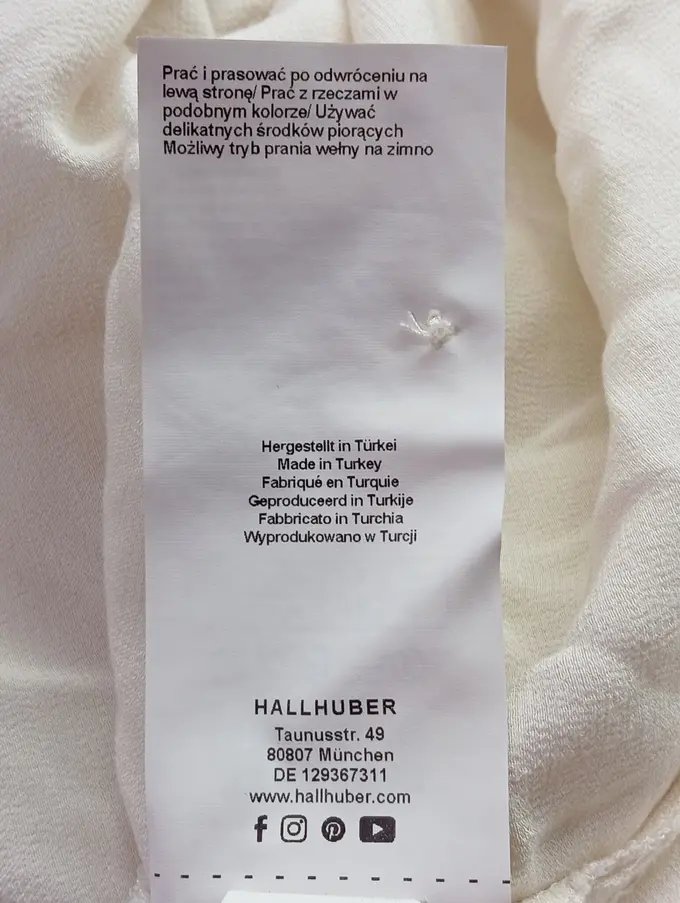 Prać i prasować po odwróceniu na
lewą stronę/ Prać z rzeczami w
podobnym kolorze/ Używać
delikatnych środków piorących
Możliwy tryb prania wełny na zimno
Hergestellt in Türkei
Made in Turkey
Fabriqué en Turquie
Geproduceerd in Turkije
Fabbricato in Turchia
Wyprodukowano w Turcji
HALLHUBER
Taunusstr. 49
80807 München
DE 129367311
www.hallhuber.com